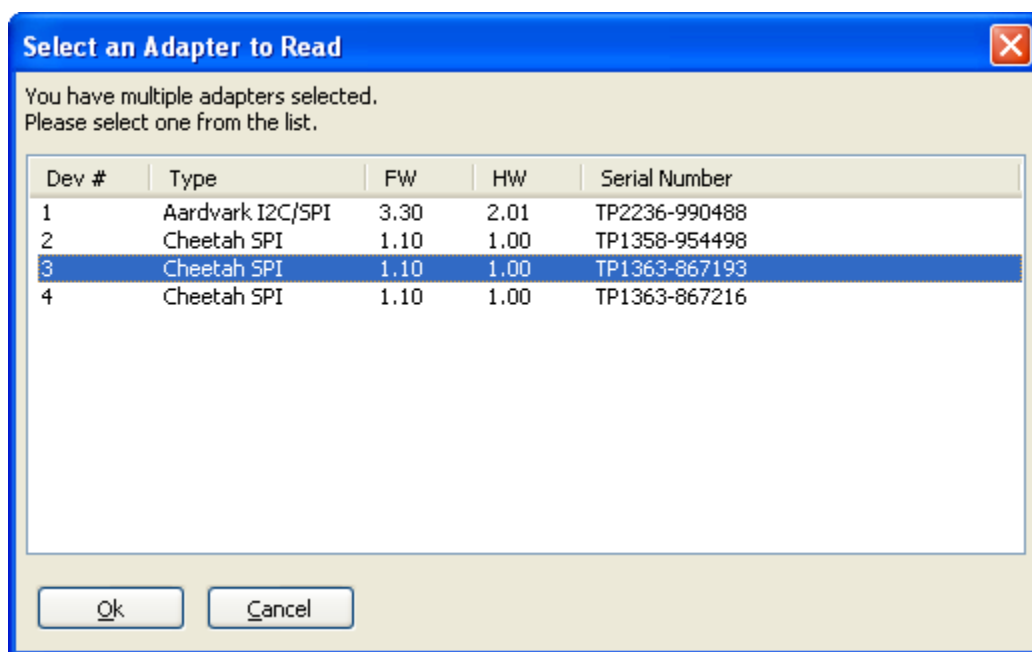 Select an Adapter to Read
You have multiple adapters selected.
Please select one from the list.
Dev # Type FW HW Serial Number
1 Aardvark I2C/SPI 3.30 2.01 TP2236-990488
2 Cheetah SPI 1.10 1.00 TP1358-954498
3 Cheetah SPI 1.10 1.00 TP1363-867193
4 Cheetah SPI 1.10 1.00 TP1363-867216
Ok Cancel